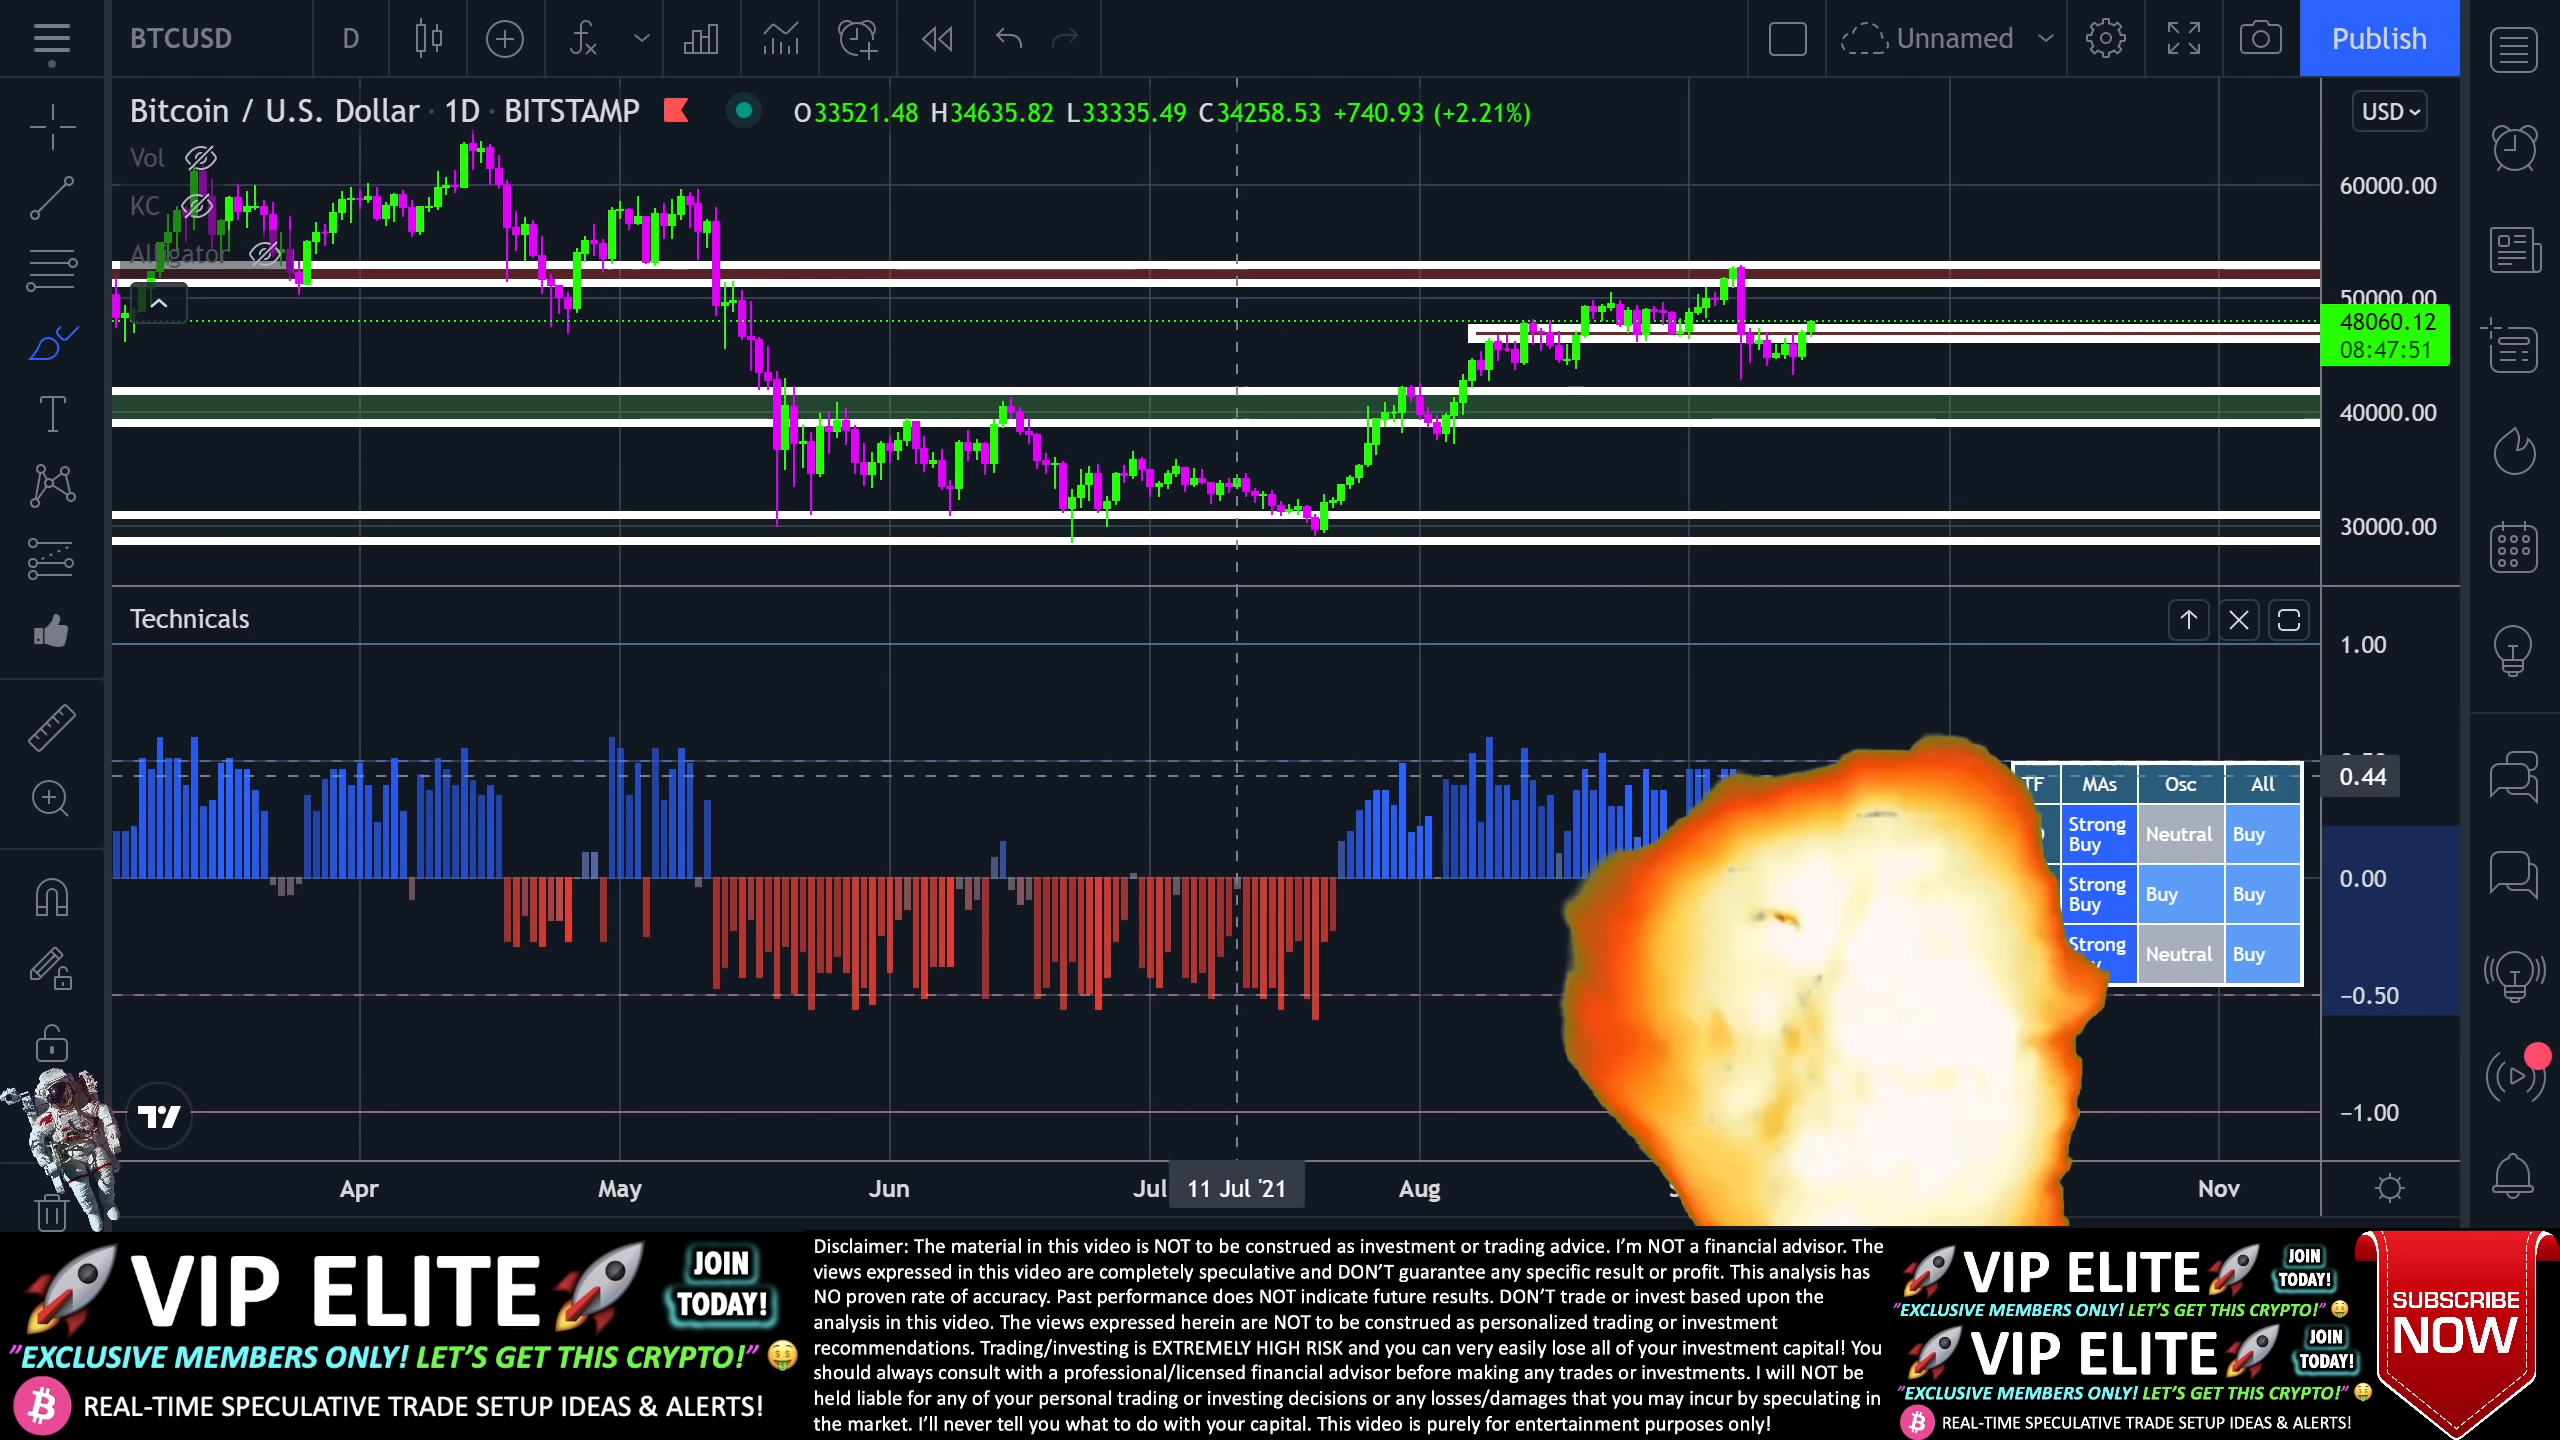 BTCUSD D Unnamed Publish
Bitcoin / U.S. Dollar · 1D · BITSTAMP O33521.48 H34635.82 L33335.49 C34258.53 +740.93 (+2.21%) USD
Vol
KC
Alligator
60000.00
50000.00
48060.12
08:47:51
40000.00
30000.00
Technicals
1.00
0.44
0.00
−0.50
−1.00
TF MAs Osc All
Strong Buy Neutral Buy
Strong Buy Buy Buy
Strong Neutral Buy
Apr May Jun Jul 11 Jul '21 Aug Nov
VIP ELITE JOIN TODAY!
"EXCLUSIVE MEMBERS ONLY! LET'S GET THIS CRYPTO!"
REAL-TIME SPECULATIVE TRADE SETUP IDEAS & ALERTS!
Disclaimer: The material in this video is NOT to be construed as investment or trading advice. I'm NOT a financial advisor. The
views expressed in this video are completely speculative and DON'T guarantee any specific result or profit. This analysis has
NO proven rate of accuracy. Past performance does NOT indicate future results. DON'T trade or invest based upon the
analysis in this video. The views expressed herein are NOT to be construed as personalized trading or investment
recommendations. Trading/investing is EXTREMELY HIGH RISK and you can very easily lose all of your investment capital! You
should always consult with a professional/licensed financial advisor before making any trades or investments. I will NOT be
held liable for any of your personal trading or investing decisions or any losses/damages that you may incur by speculating in
the market. I'll never tell you what to do with your capital. This video is purely for entertainment purposes only!
VIP ELITE JOIN TODAY!
"EXCLUSIVE MEMBERS ONLY! LET'S GET THIS CRYPTO!"
VIP ELITE JOIN TODAY!
"EXCLUSIVE MEMBERS ONLY! LET'S GET THIS CRYPTO!"
REAL-TIME SPECULATIVE TRADE SETUP IDEAS & ALERTS!
SUBSCRIBE
NOW